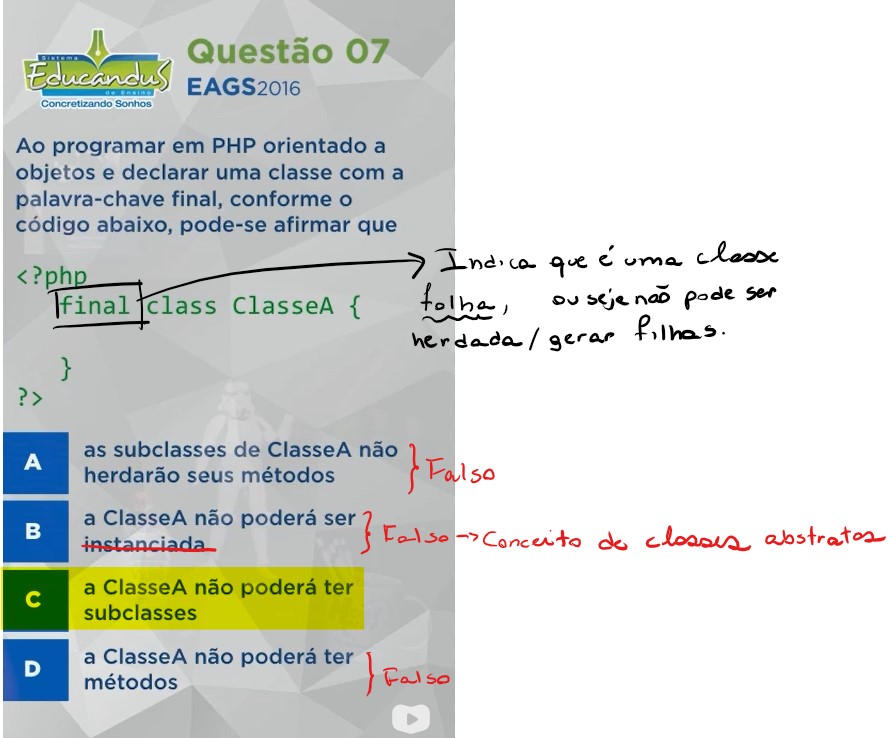 Sistema
Educandus
de Ensino
Concretizando Sonhos
Questão 07
EAGS2016
Ao programar em PHP orientado a
objetos e declarar uma classe com a
palavra-chave final, conforme o
código abaixo, pode-se afirmar que
<?php
final class ClasseA {
}
?>
Indica que é uma classe
folha, ou seje não pode ser
herdada/gerar filhas.
A
as subclasses de ClasseA não
herdarão seus métodos
Falso
B
a ClasseA não poderá ser
instanciada
Falso -> Conceito de classes abstratas
C
a ClasseA não poderá ter
subclasses
D
a ClasseA não poderá ter
métodos
Falso